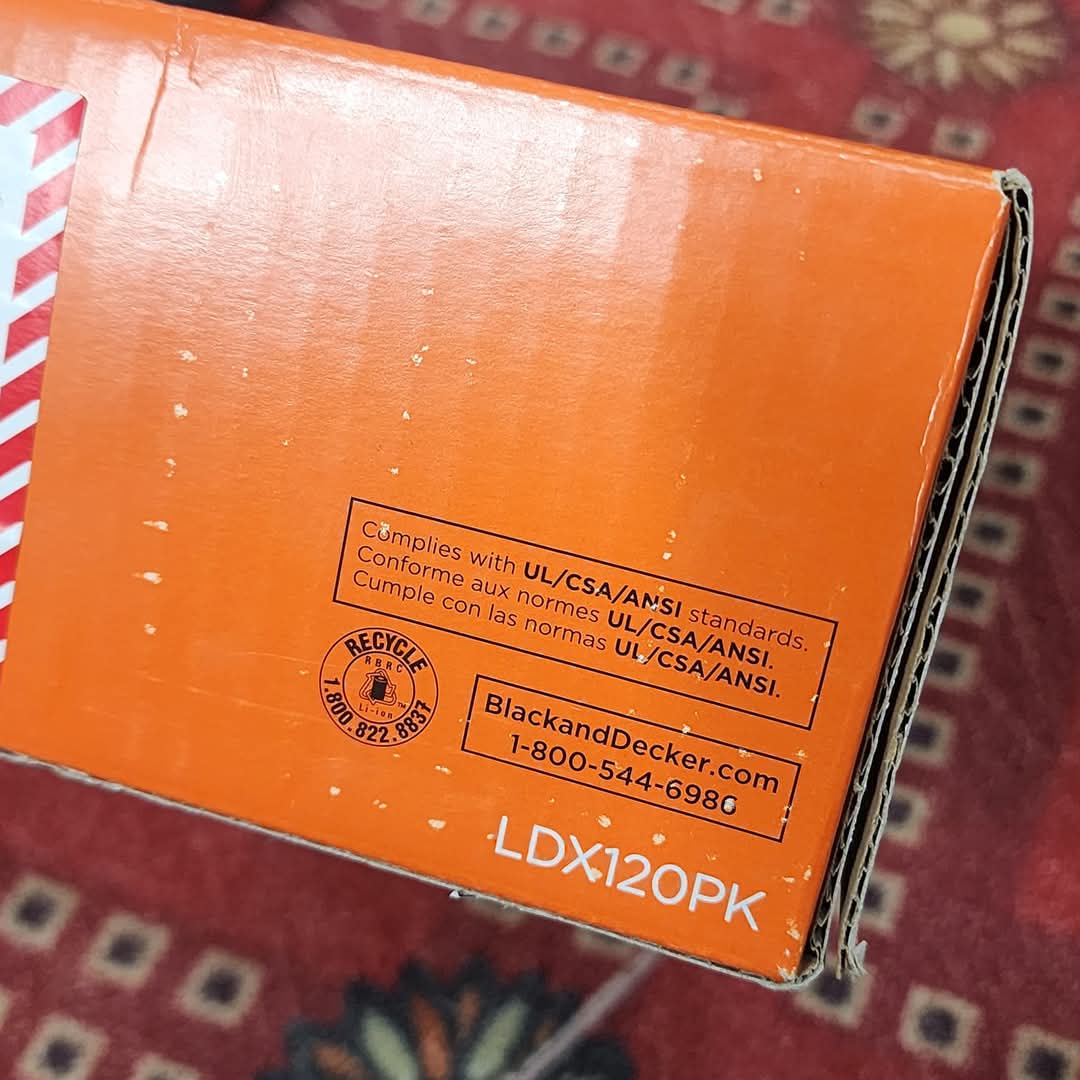 Complies with UL/CSA/ANSI standards.
Conforme aux normes UL/CSA/ANSI.
Cumple con las normas UL/CSA/ANSI.
RECYCLE
RBRC
Li-ion
TM
1.800.822.8837
BlackandDecker.com
1-800-544-6986
LDX120PK